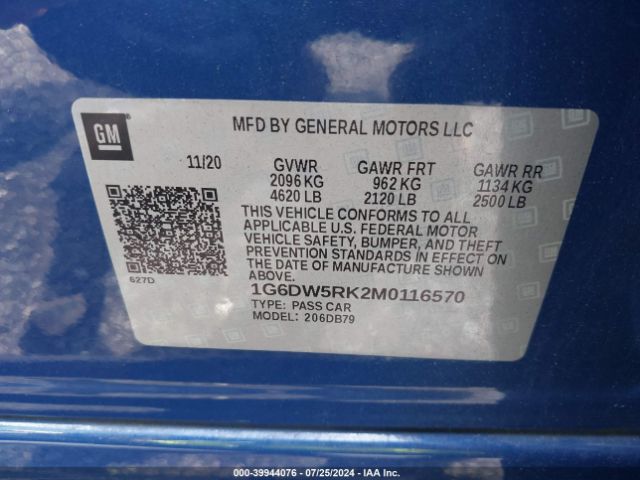 GM
MFD BY GENERAL MOTORS LLC
11/20 GVWR GAWR FRT GAWR RR
2096 KG 962 KG 1134 KG
4620 LB 2120 LB 2500 LB
THIS VEHICLE CONFORMS TO ALL
APPLICABLE U.S. FEDERAL MOTOR
VEHICLE SAFETY, BUMPER, AND THEFT
PREVENTION STANDARDS IN EFFECT ON
THE DATE OF MANUFACTURE SHOWN
ABOVE.
627D
1G6DW5RK2M0116570
TYPE: PASS CAR
MODEL: 206DB79
000-39944076 - 07/25/2024 - IAA Inc.